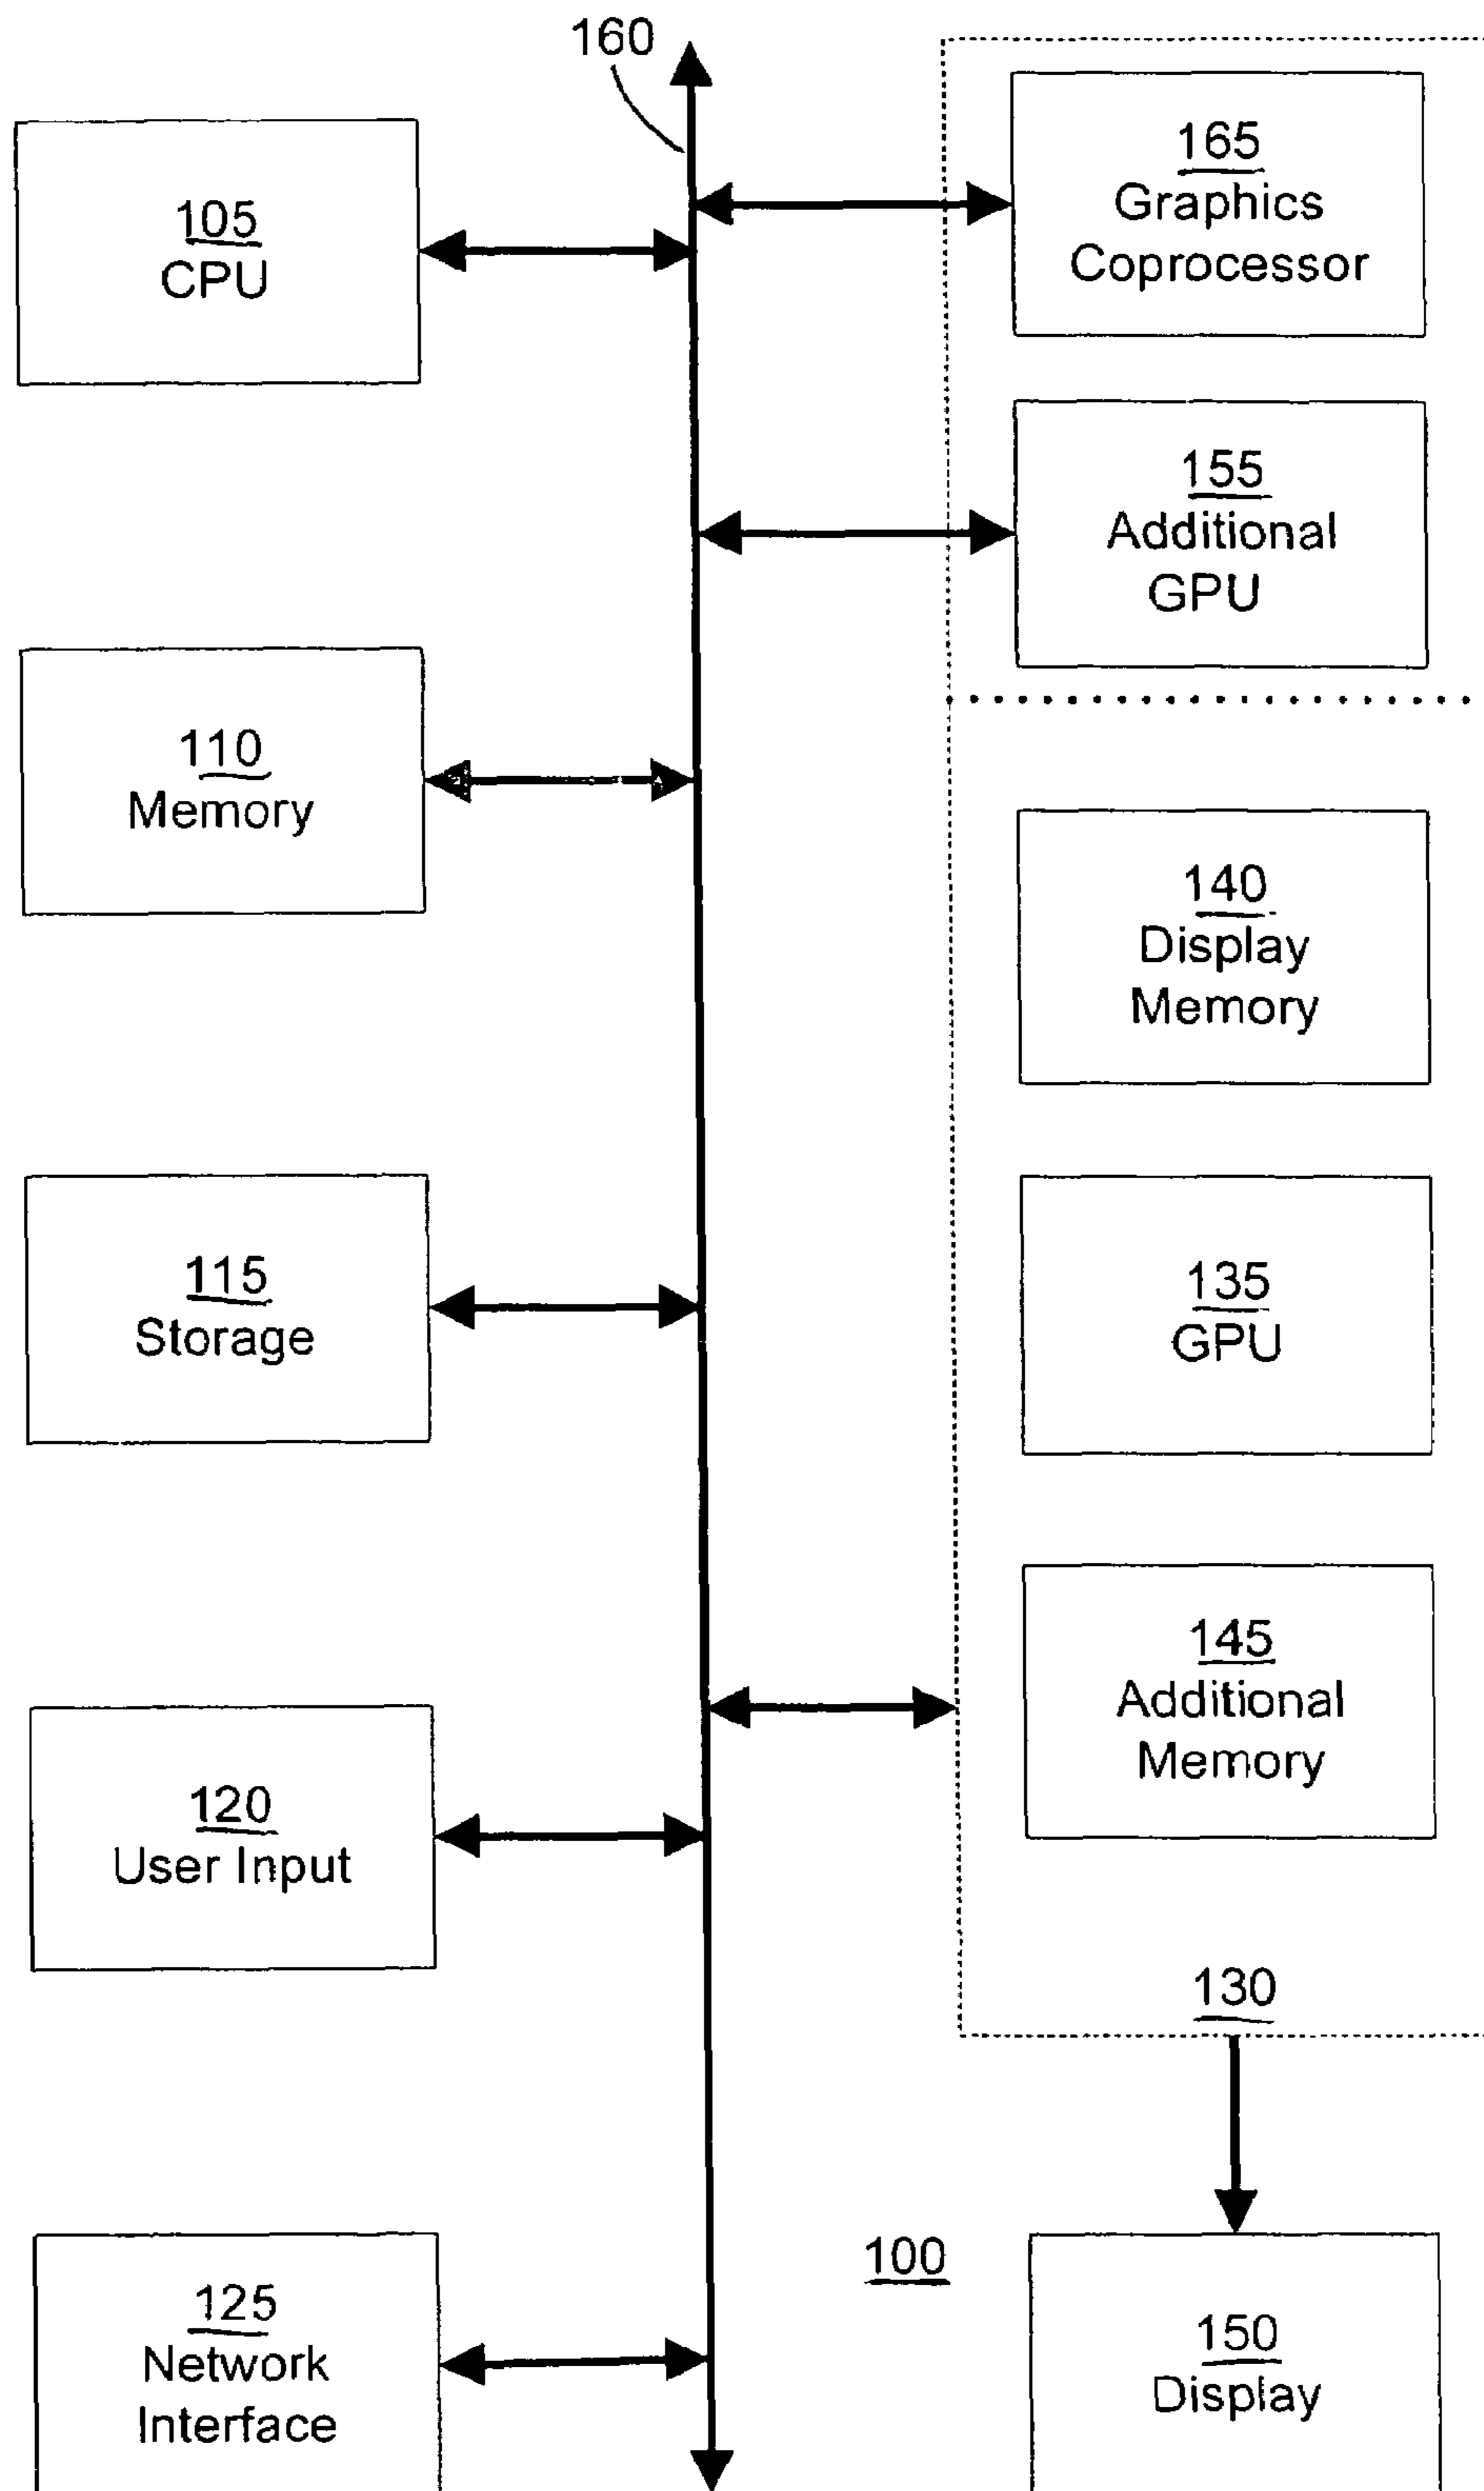 160
105
CPU
110
Memory
115
Storage
120
User Input
125
Network
Interface
165
Graphics
Coprocessor
155
Additional
GPU
140
Display
Memory
135
GPU
145
Additional
Memory
130
100
150
Display